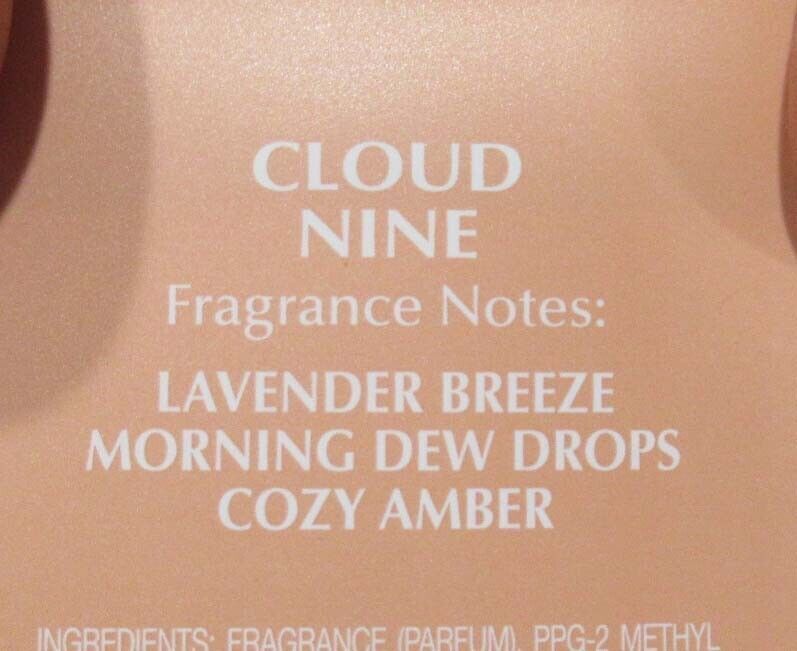 CLOUD
NINE
Fragrance Notes:
LAVENDER BREEZE
MORNING DEW DROPS
COZY AMBER
INGREDIENTS: FRAGRANCE (PARFUM), PPG-2 METHYL